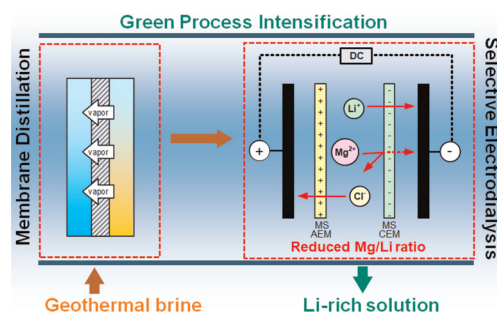 Green Process Intensification
Membrane Distillation
vapor
vapor
vapor
DC
+
-
Li⁺
Mg²⁺
Cl⁻
MS
AEM
MS
CEM
Reduced Mg/Li ratio
Selective Electrodialysis
Geothermal brine
Li-rich solution